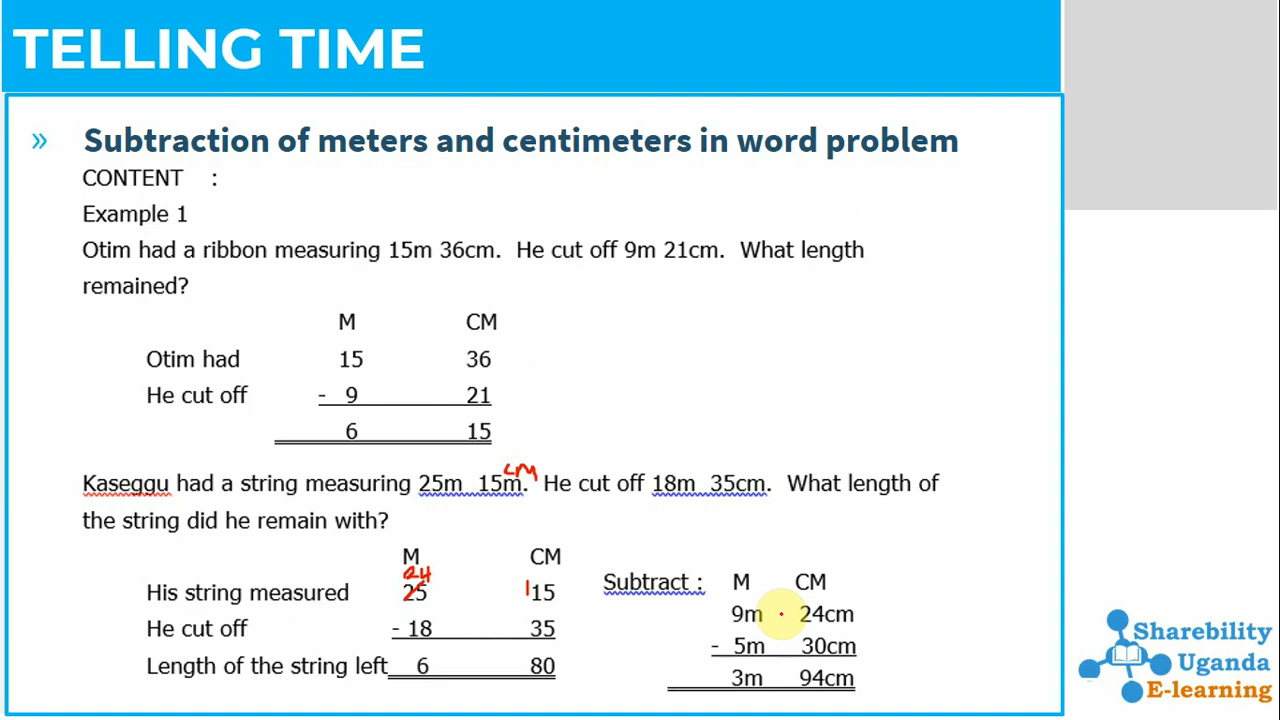 TELLING TIME
» Subtraction of meters and centimeters in word problem
CONTENT :
Example 1
Otim had a ribbon measuring 15m 36cm. He cut off 9m 21cm. What length
remained?
M CM
Otim had 15 36
He cut off - 9 21
6 15
cm
Kaseggu had a string measuring 25m 15m. He cut off 18m 35cm. What length of
the string did he remain with?
M CM
24
His string measured 25 115
He cut off - 18 35
Length of the string left 6 80
Subtract : M CM
9m 24cm
- 5m 30cm
3m 94cm
Sharebility
Uganda
E-learning